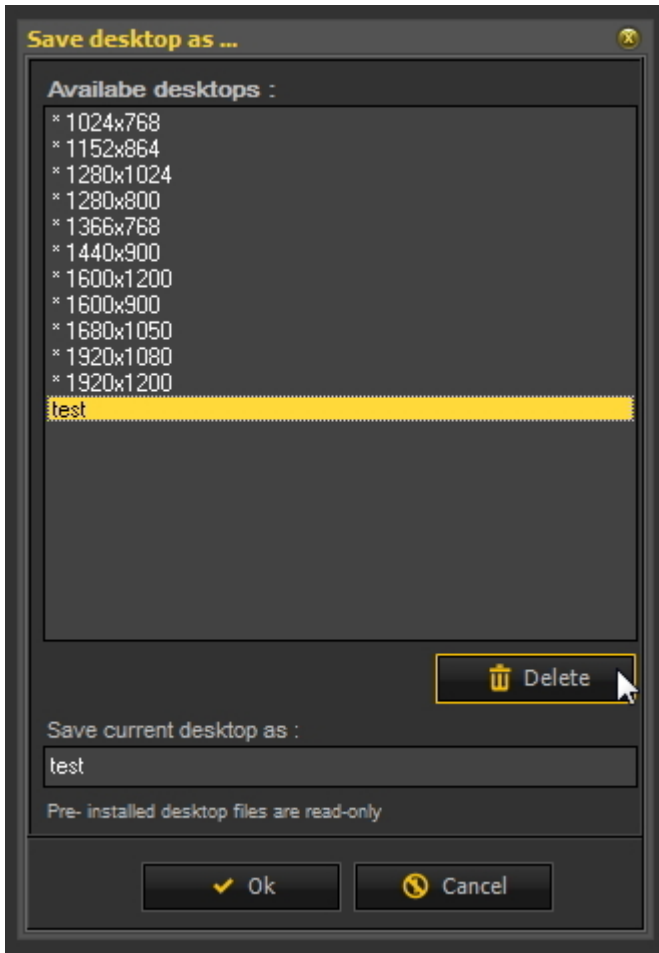 Save desktop as ...
Availabe desktops :
* 1024x768
* 1152x864
* 1280x1024
* 1280x800
* 1366x768
* 1440x900
* 1600x1200
* 1600x900
* 1680x1050
* 1920x1080
* 1920x1200
test
Delete
Save current desktop as :
test
Pre- installed desktop files are read-only
Ok
Cancel